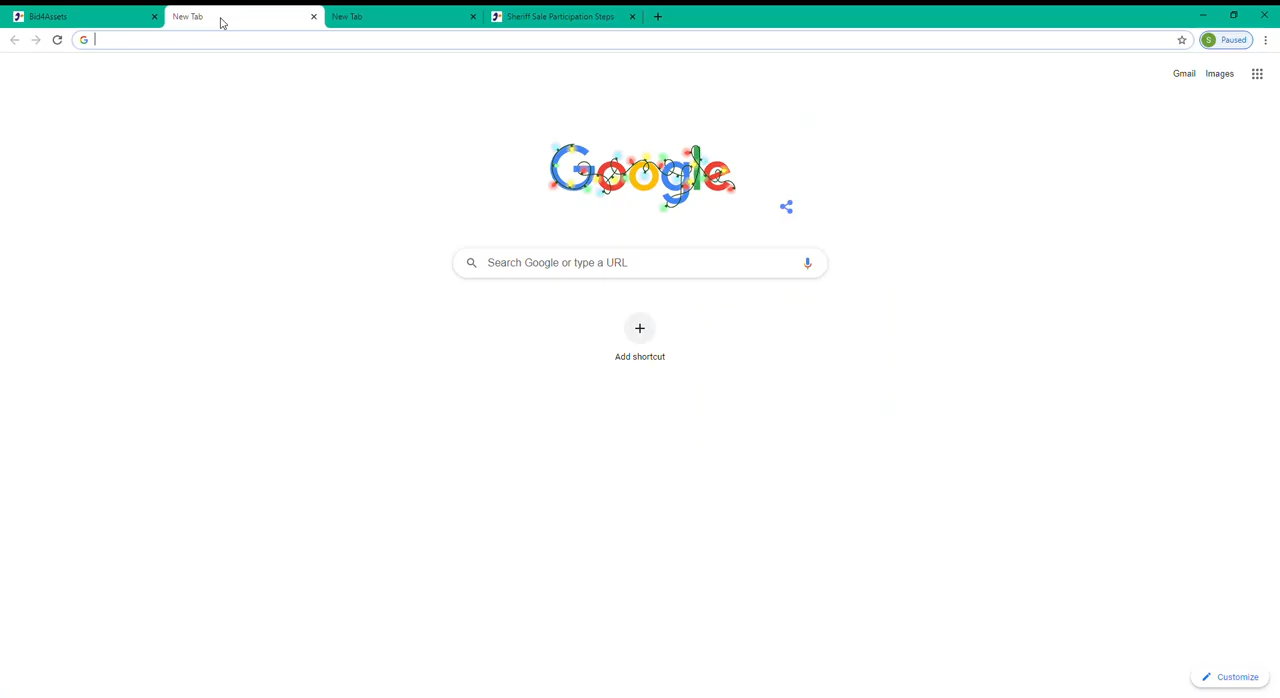 Bid4Assets
New Tab
New Tab
Sheriff Sale Participation Steps
S Paused
Gmail Images
Google
Search Google or type a URL
Add shortcut
Customize